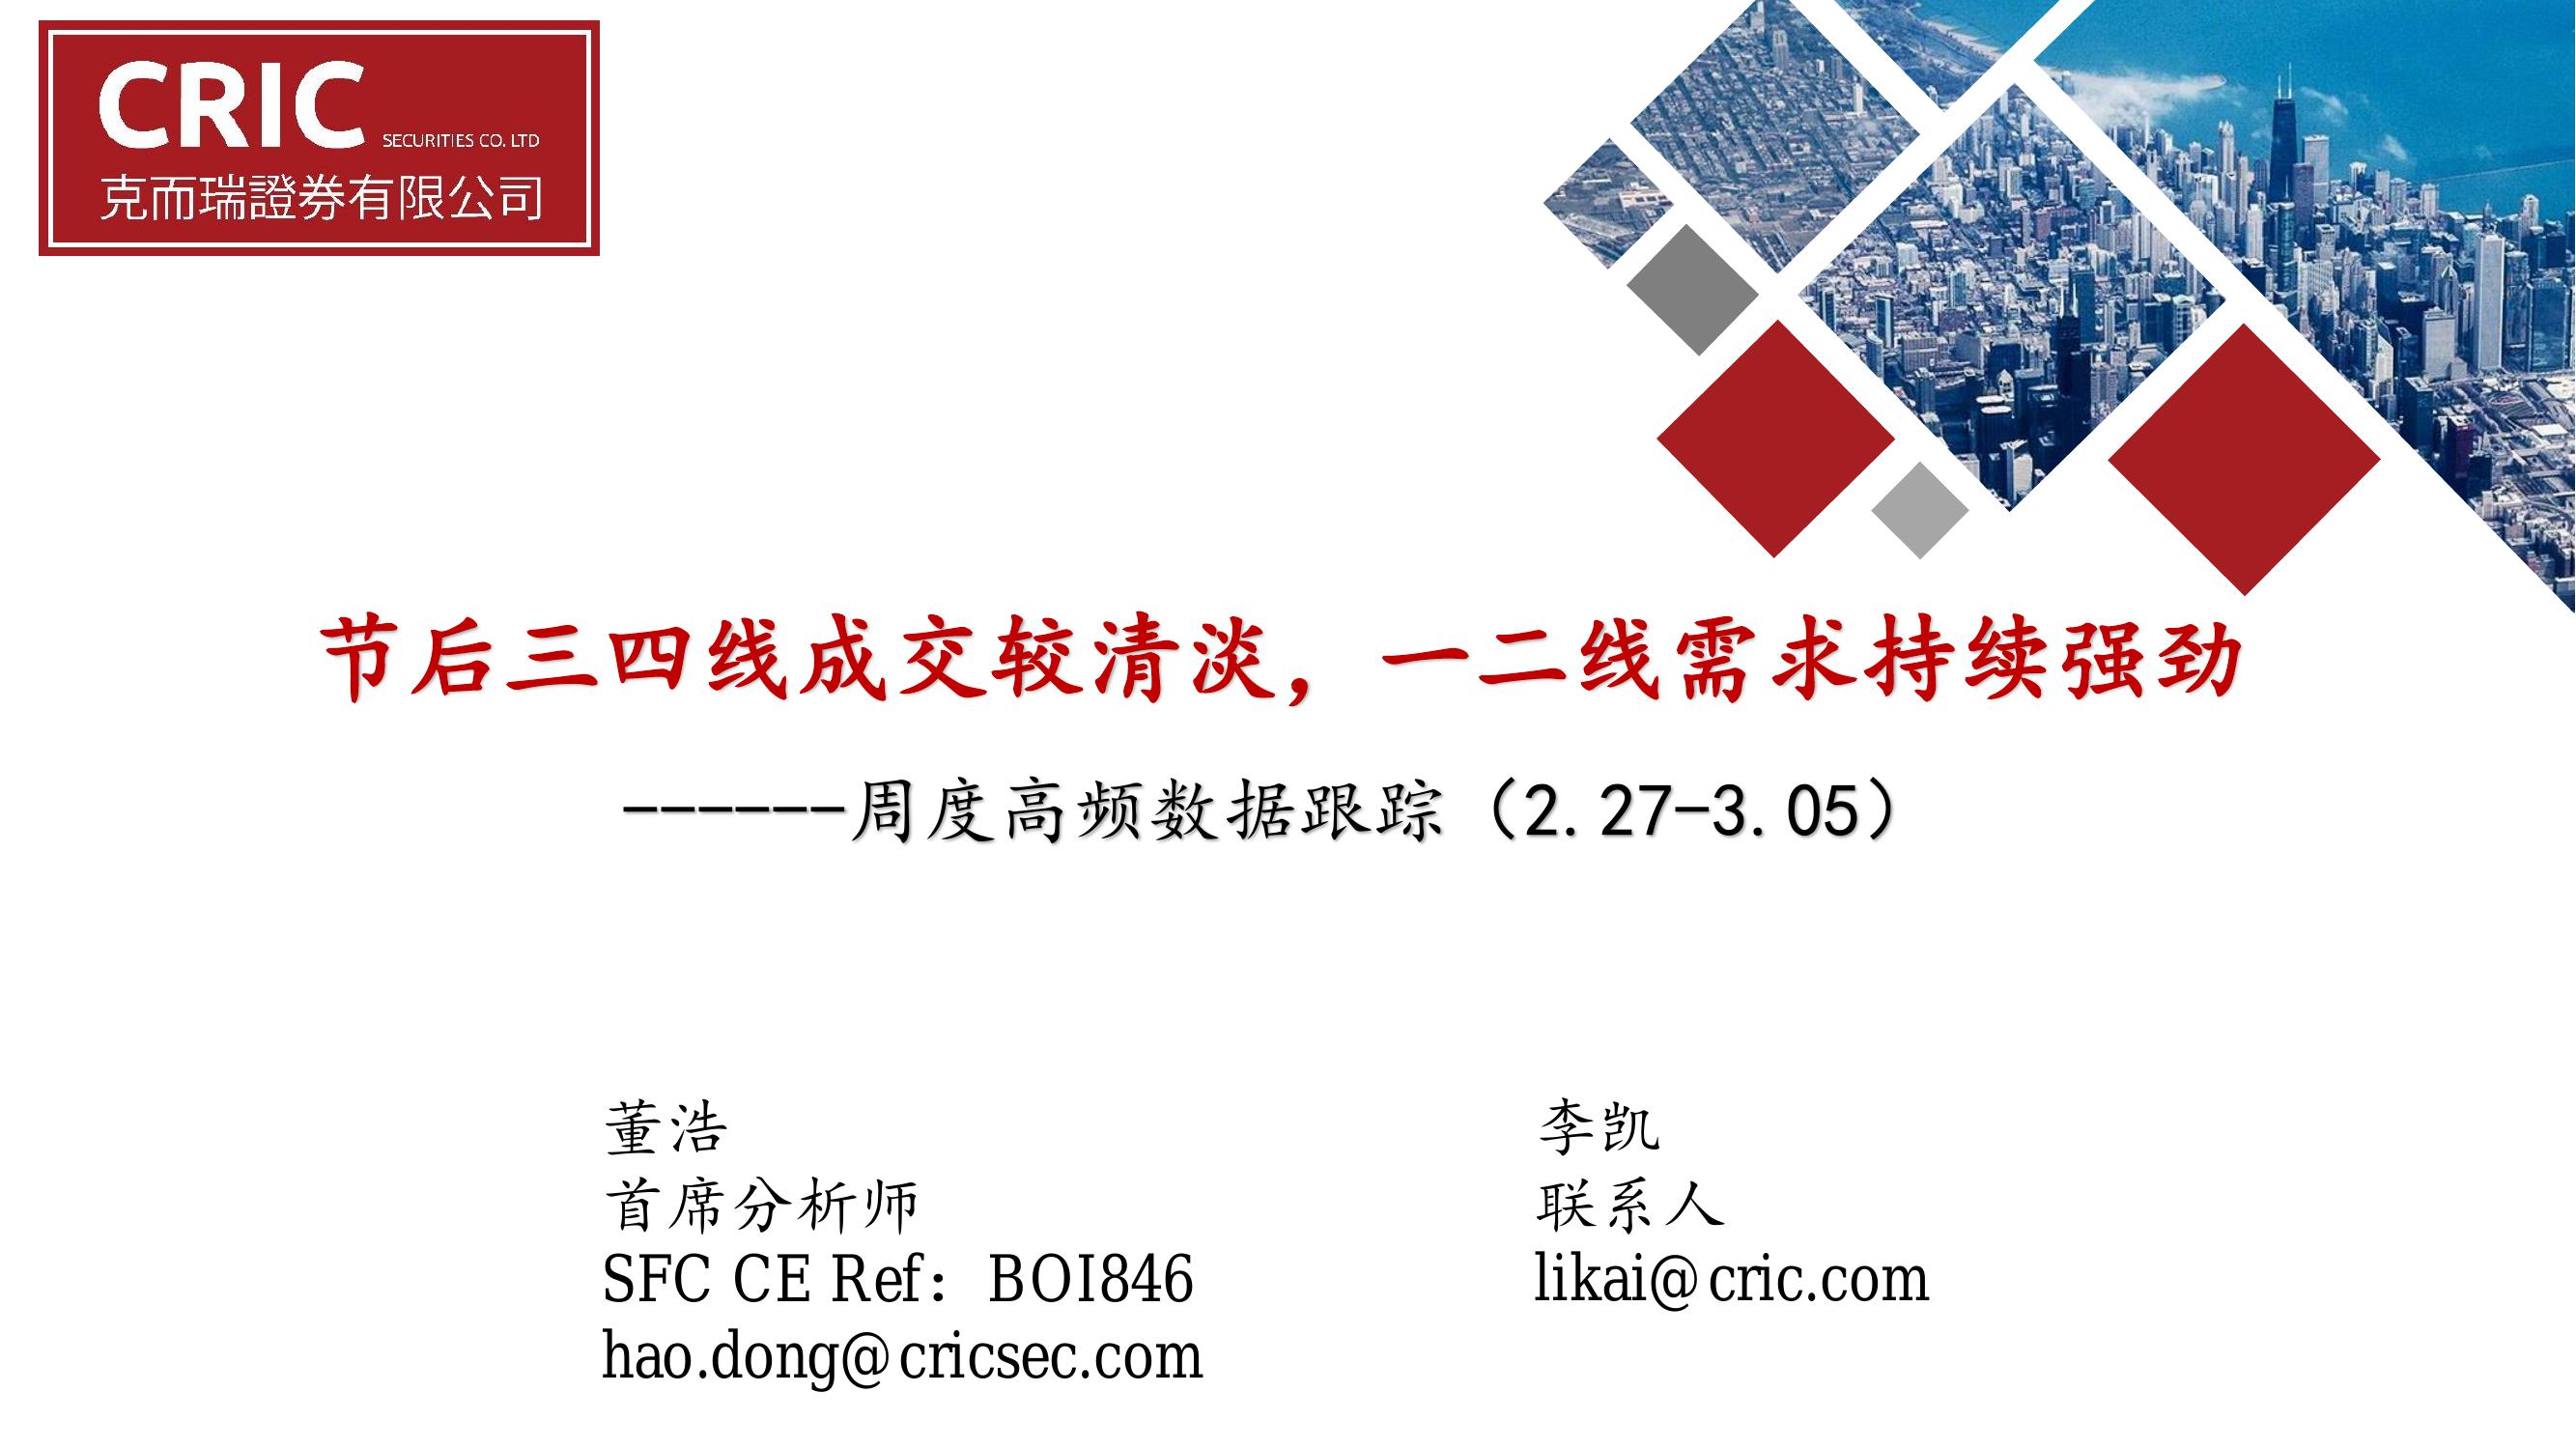 CRIC SECURITIES CO. LTD
克而瑞證券有限公司
节后三四线成交较清淡，一二线需求持续强劲
------周度高频数据跟踪（2.27-3.05）
董浩
首席分析师
SFC CE Ref：BOI846
hao.dong@cricsec.com
李凯
联系人
likai@cric.com